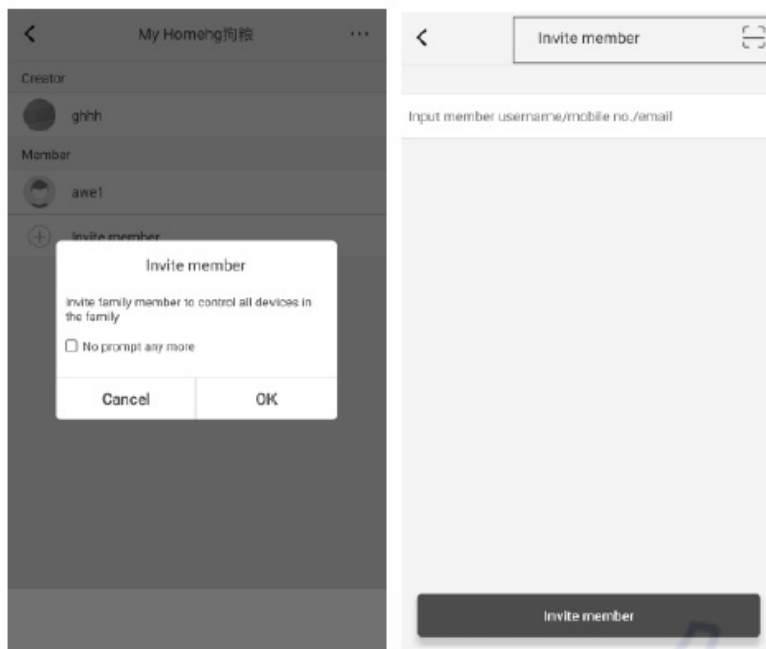 My Homehg狗粮
Creator
ghhh
Member
awe1
Invite member
Invite member
Invite family member to control all devices in
the family
No prompt any more
Cancel
OK
Invite member
Input member username/mobile no./email
Invite member